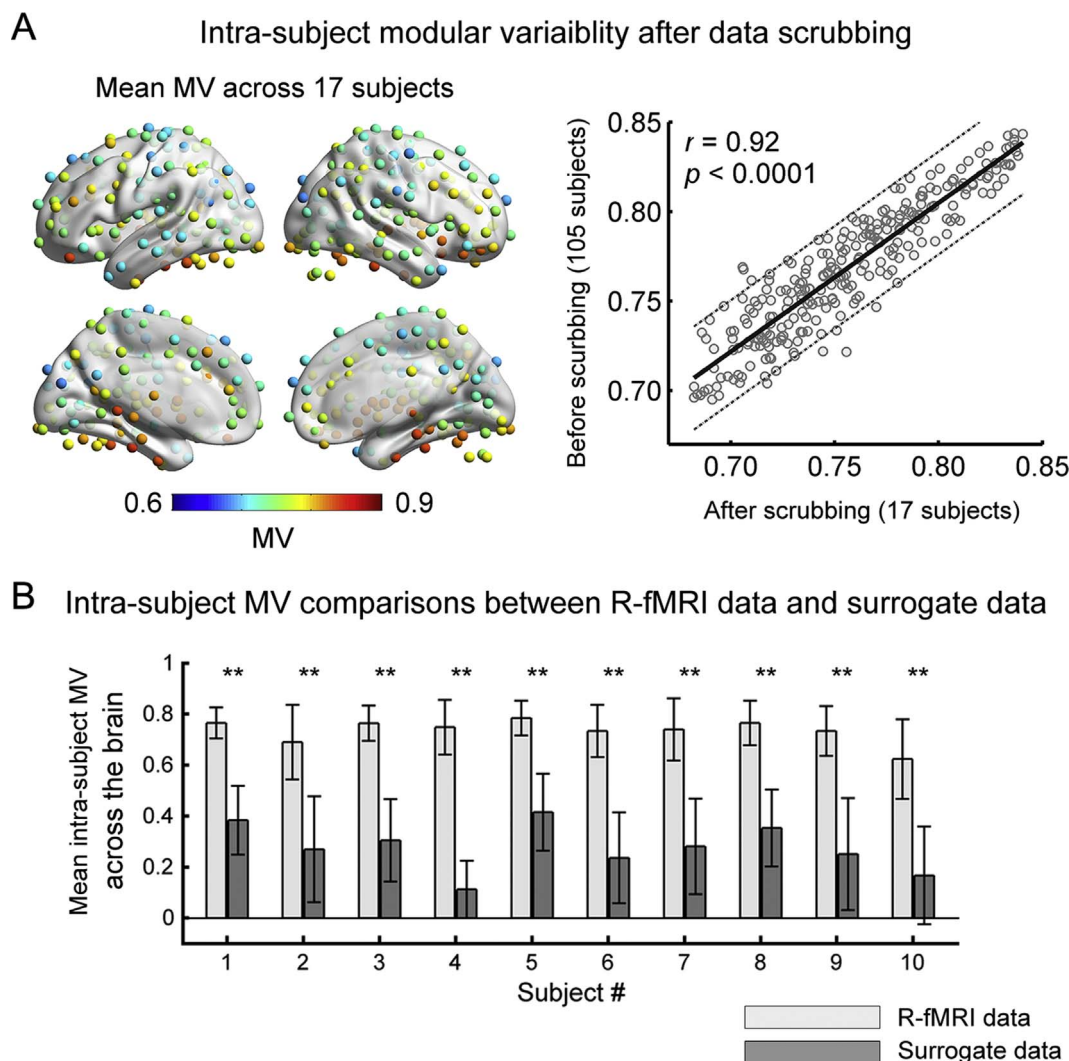 A
Intra-subject modular variaiblity after data scrubbing
Mean MV across 17 subjects
0.6
0.9
MV
r = 0.92
p < 0.0001
Before scurbbing (105 subjects)
0.85
0.80
0.75
0.70
0.70 0.75 0.80 0.85
After scrubbing (17 subjects)
B
Intra-subject MV comparisons between R-fMRI data and surrogate data
Mean intra-subject MV
across the brain
1
0.8
0.6
0.4
0.2
0
** ** ** ** ** ** ** ** ** **
1 2 3 4 5 6 7 8 9 10
Subject #
R-fMRI data
Surrogate data